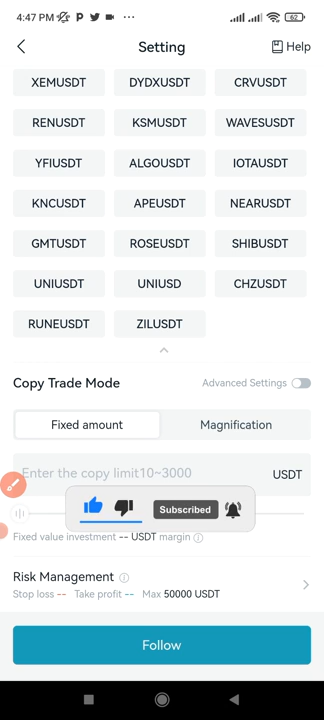 4:47 PM
62
Setting
Help
XEMUSDT DYDXUSDT CRVUSDT
RENUSDT KSMUSDT WAVESUSDT
YFIUSDT ALGOUSDT IOTAUSDT
KNCUSDT APEUSDT NEARUSDT
GMTUSDT ROSEUSDT SHIBUSDT
UNIUSDT UNIUSD CHZUSDT
RUNEUSDT ZILUSDT
Copy Trade Mode Advanced Settings
Fixed amount Magnification
Enter the copy limit10~3000 USDT
Subscribed
Fixed value investment -- USDT margin
Risk Management
Stop loss -- Take profit -- Max 50000 USDT
Follow